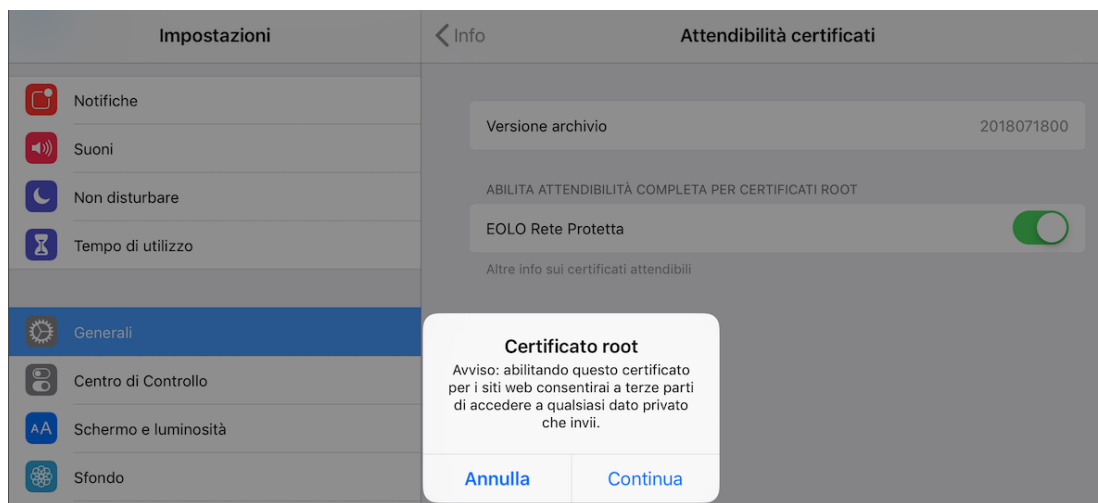 Impostazioni
Notifiche
Suoni
Non disturbare
Tempo di utilizzo
Generali
Centro di Controllo
AA Schermo e luminosità
Sfondo
Info
Attendibilità certificati
Versione archivio 2018071800
ABILITA ATTENDIBILITÀ COMPLETA PER CERTIFICATI ROOT
EOLO Rete Protetta
Altre info sui certificati attendibili
Certificato root
Avviso: abilitando questo certificato
per i siti web consentirai a terze parti
di accedere a qualsiasi dato privato
che invii.
Annulla
Continua